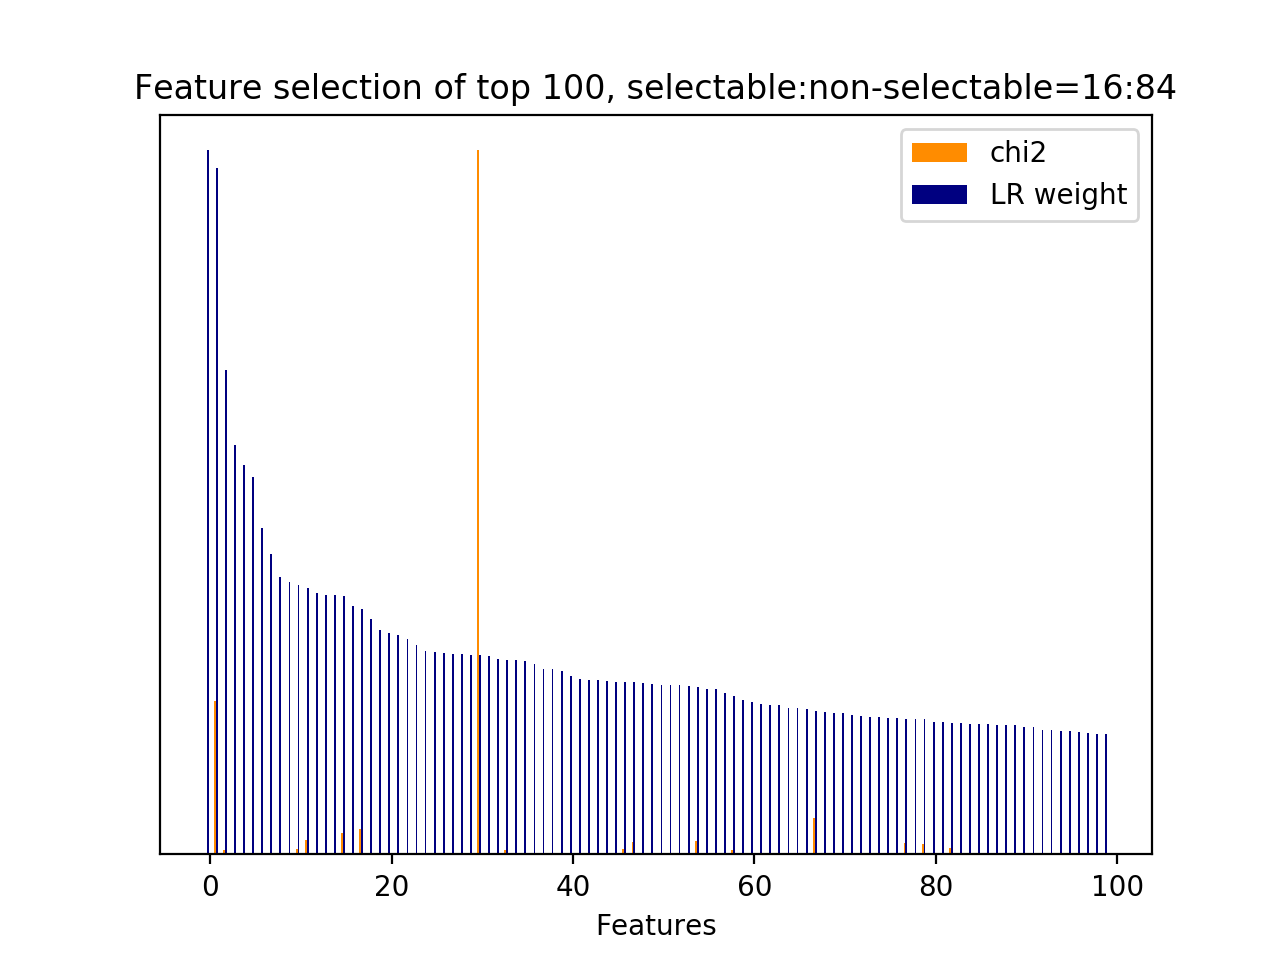 Feature selection of top 100, selectable:non-selectable=16:84
chi2
LR weight
0 20 40 60 80 100
Features